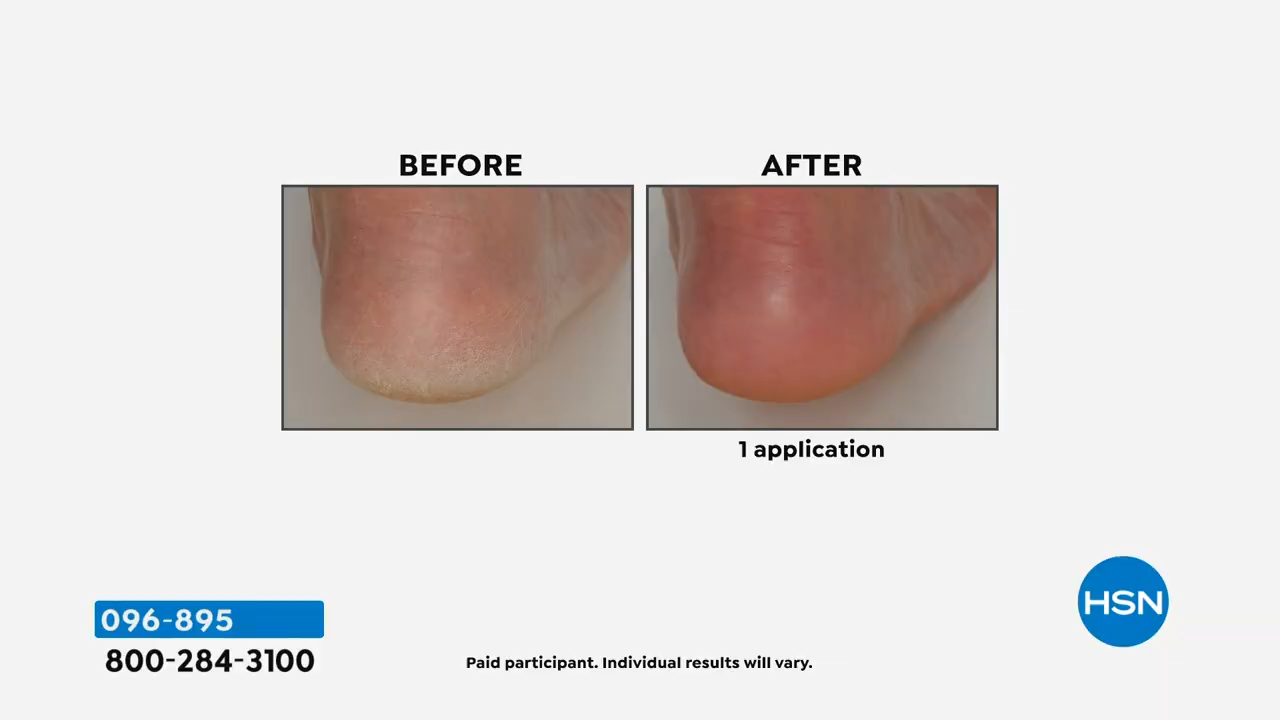 BEFORE
AFTER
1 application
HSN
096-895
800-284-3100
Paid participant. Individual results will vary.